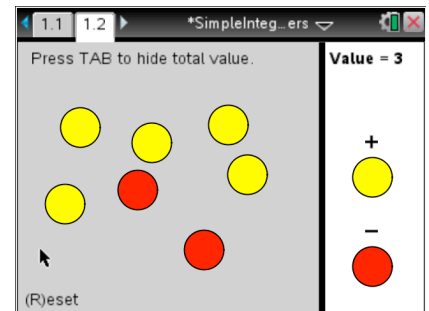 1.1 1.2 *SimpleInteg...ers
Press TAB to hide total value.
Value = 3
+
−
(R)eset